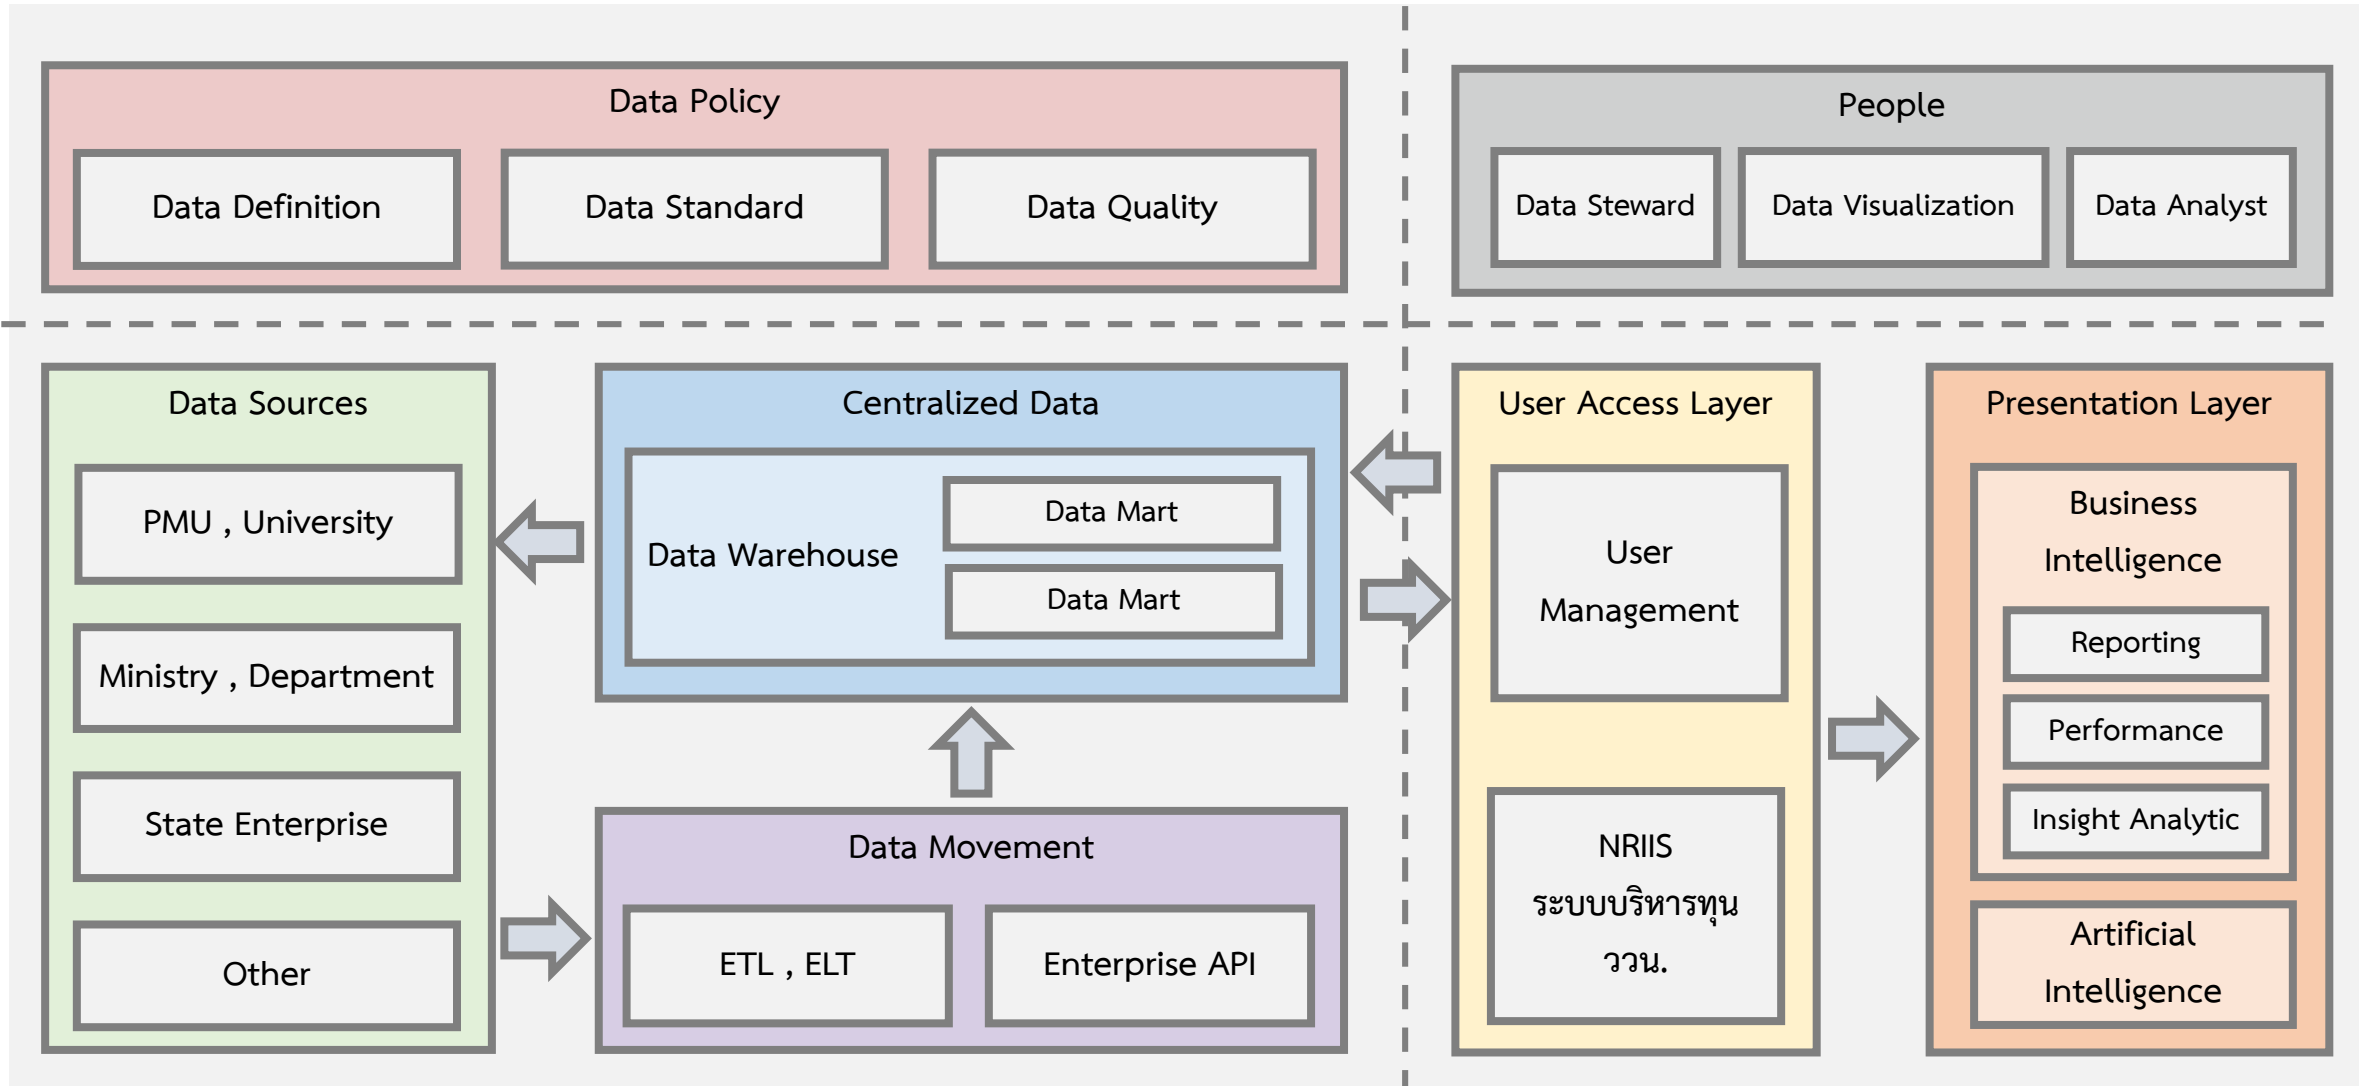 Data Policy
Data Definition
Data Standard
Data Quality
People
Data Steward
Data Visualization
Data Analyst
Data Sources
PMU , University
Ministry , Department
State Enterprise
Other
Centralized Data
Data Warehouse
Data Mart
Data Mart
Data Movement
ETL , ELT
Enterprise API
User Access Layer
User
Management
NRIIS
ระบบบริหารทุน
ววน.
Presentation Layer
Business
Intelligence
Reporting
Performance
Insight Analytic
Artificial
Intelligence